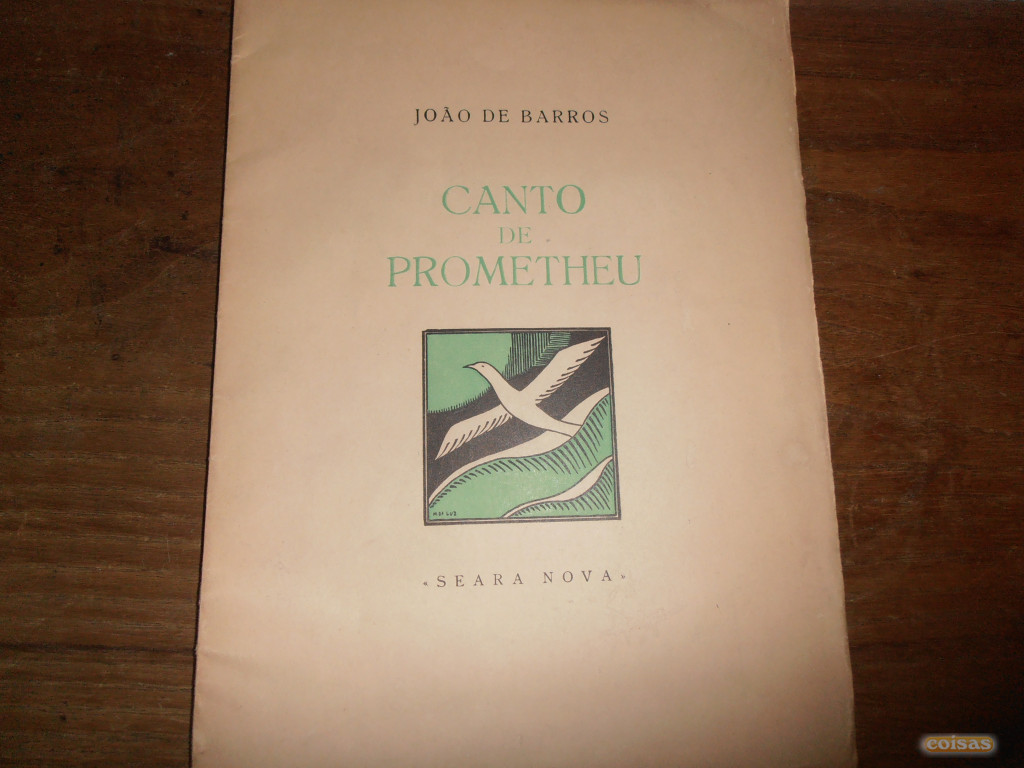 JOÃO DE BARROS
CANTO
DE
PROMETHEU
« SEARA NOVA »
coisas